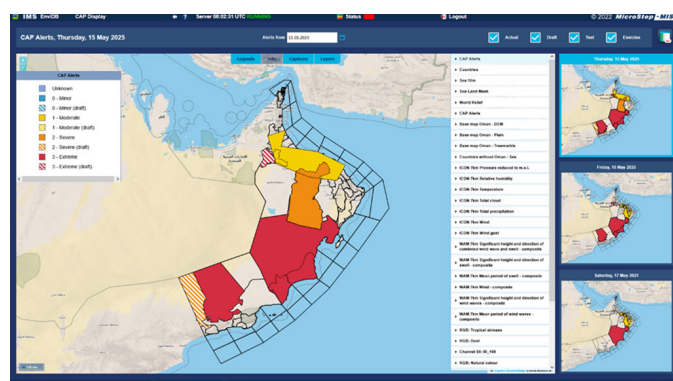 IMS EnviDB CAP Display ? Server 08:02:31 UTC RUNNING Status Logout © 2022 MicroStep-MIS
CAP Alerts, Thursday, 15 May 2025 Alerts from 15.05.2025 Actual Draft Test Exercise
Legends Captions Layers
CAP Alerts
Unknown
0 - Minor
0 - Minor (draft)
1 - Moderate
1 - Moderate (draft)
2 - Severe
2 - Severe (draft)
3 - Extreme
3 - Extreme (draft)
CAP Alerts
Countries
Sea 10m
Sea Land Mask
World Relief
CAP Alerts
Base map Oman - DEM
Base map Oman - Plain
Base map Oman - Truemarble
Countries without Oman - Sea
ICON 7km Pressure reduced to m.s.l.
ICON 7km Relative humidity
ICON 7km Temperature
ICON 7km Total cloud
ICON 7km Total precipitation
ICON 7km Wind
ICON 7km Wind gust
WAM 7km Significant height and direction of
combined wind wave and swell - composite
WAM 7km Significant height and direction of
swell - composite
WAM 7km Mean period of swell - composite
WAM 7km Wind - composite
WAM 7km Significant height and direction of
wind waves - composite
WAM 7km Mean period of wind waves -
composite
RGB: Tropical airmass
RGB: Dust
RGB: Natural colour
Thursday, 15 May 2025
Friday, 16 May 2025
Saturday, 17 May 2025